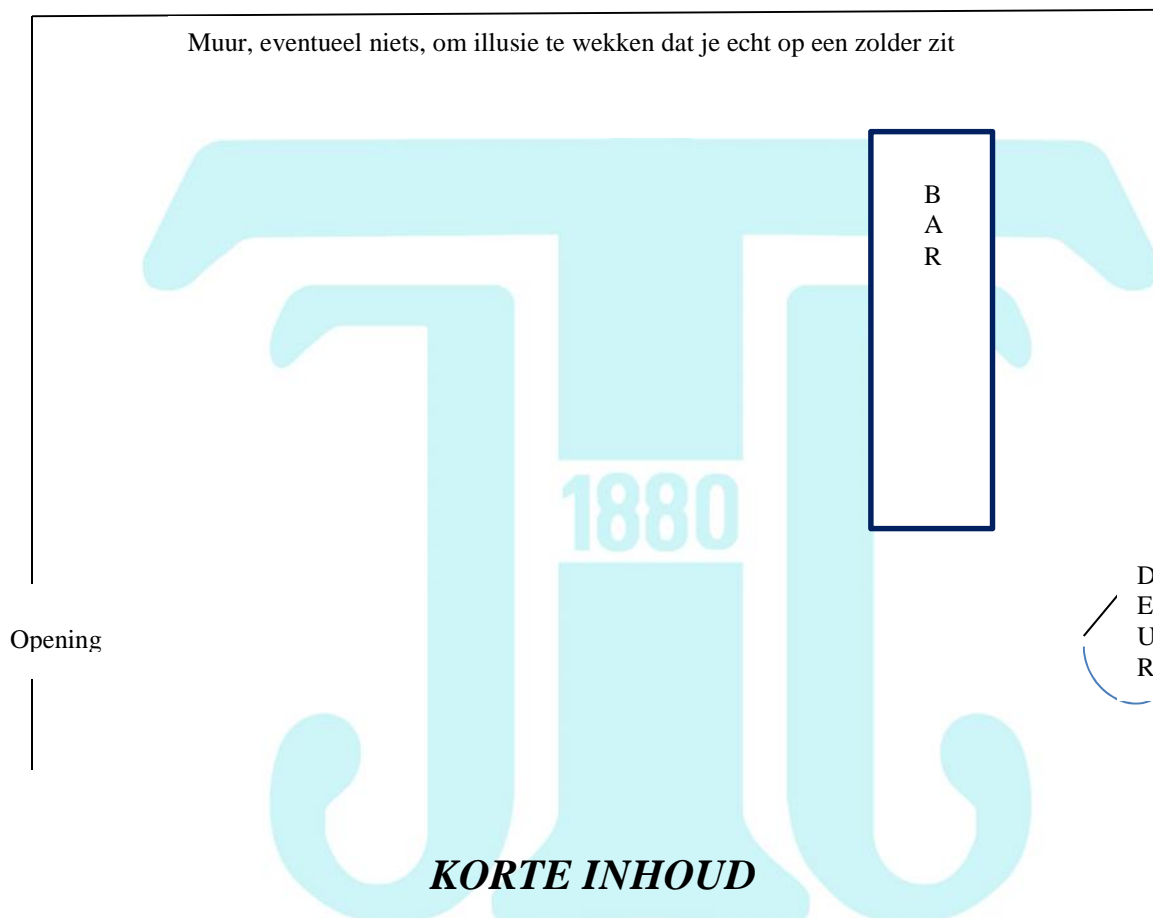 Muur, eventueel niets, om illusie te wekken dat je echt op een zolder zit
B
A
R
1880
D
E
U
R
Opening
KORTE INHOUD